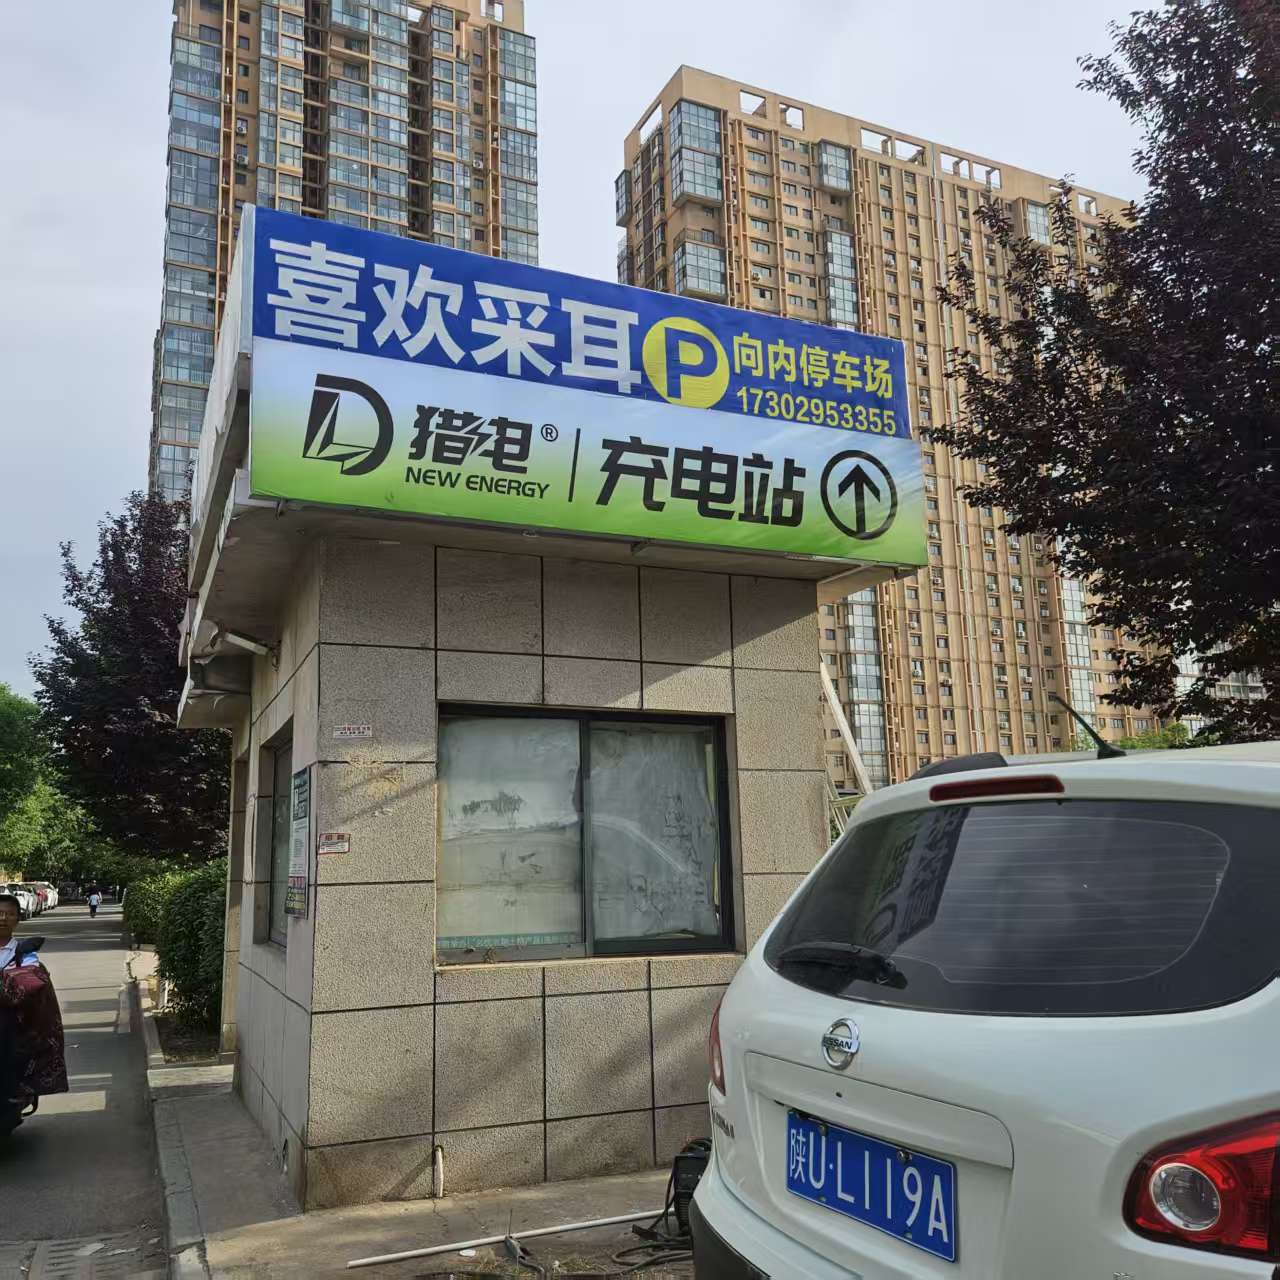 喜欢采耳 P 向内停车场
17302953355
猎电® 充电站
NEW ENERGY
NISSAN
陕U·L119A